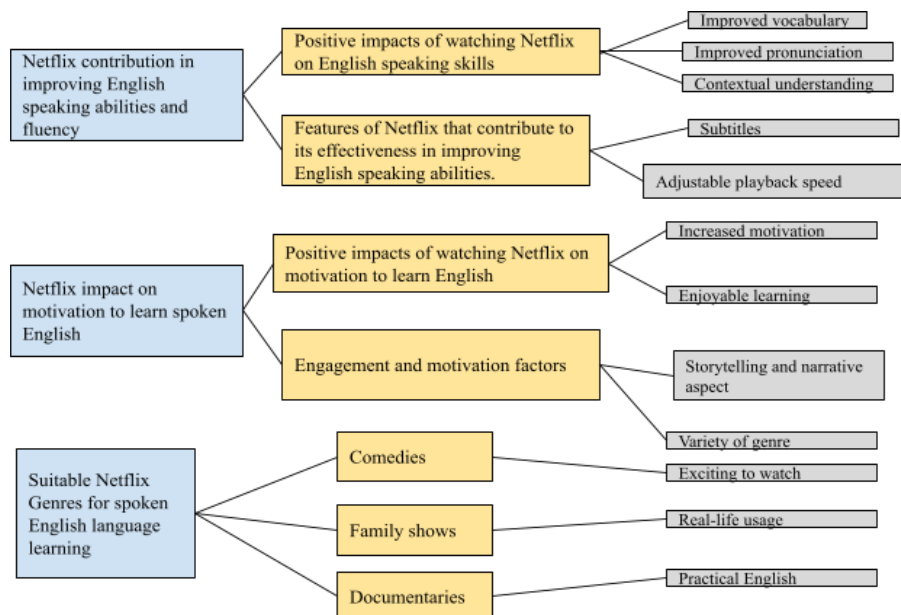 Netflix contribution in
improving English
speaking abilities and
fluency
Positive impacts of watching Netflix
on English speaking skills
Improved vocabulary
Improved pronunciation
Contextual understanding
Features of Netflix that contribute to
its effectiveness in improving
English speaking abilities.
Subtitles
Adjustable playback speed
Netflix impact on
motivation to learn spoken
English
Positive impacts of watching Netflix on
motivation to learn English
Increased motivation
Enjoyable learning
Engagement and motivation factors
Storytelling and narrative
aspect
Variety of genre
Suitable Netflix
Genres for spoken
English language
learning
Comedies
Exciting to watch
Family shows
Real-life usage
Documentaries
Practical English